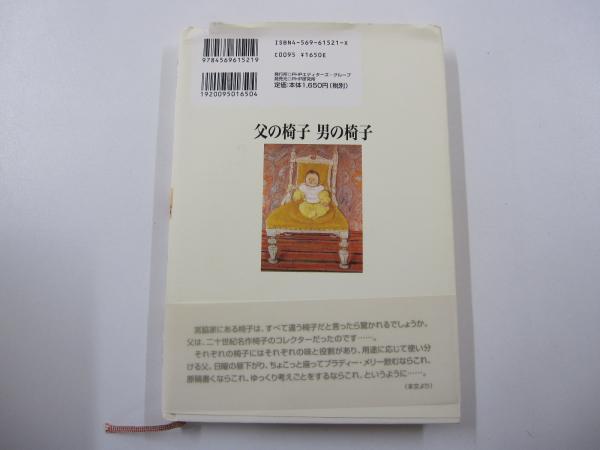 ISBN4-569-61521-X
C0095 ¥1650E
9784569615219
1920095016504
発行所○PHPエディターズ・グループ
発売元○PHP研究所
定価:本体1,650円(税別)
父の椅子 男の椅子
宮脇家にある椅子は、すべて違う椅子だと言ったら驚かれるでしょうか。
父は、二十世紀名作椅子のコレクターだったのです……。
それぞれの椅子にはそれぞれの味と役割があり、用途に応じて使い分
ける父。日曜の昼下がり、ちょこっと座ってブラディー・メリー飲むならこれ、
原稿書くならこれ、ゆっくり考えごとをするならこれ、というように……。
(本文より)